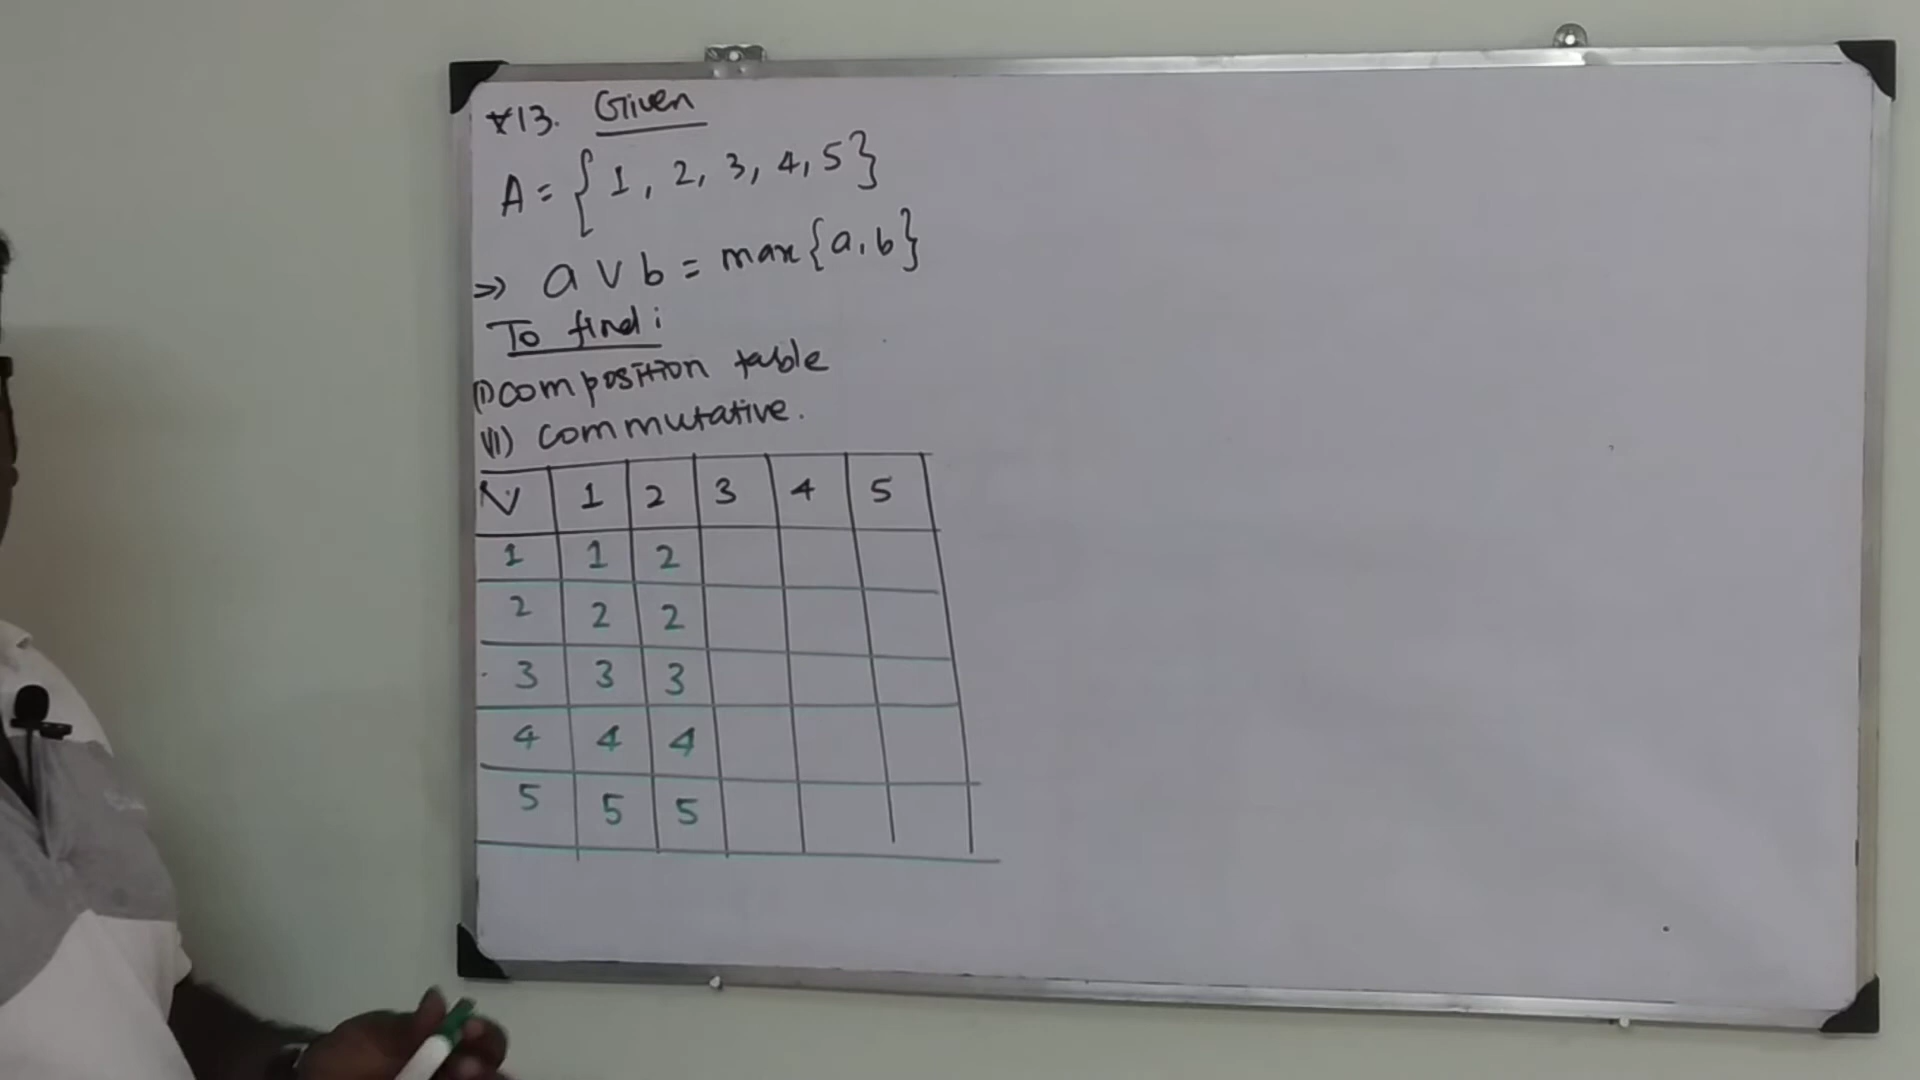 *13. Given
A = { 1, 2, 3, 4, 5 }
=> a V b = max {a, b}
To find :
(i) composition table
(ii) commutative.
V 1 2 3 4 5
1 1 2
2 2 2
3 3 3
4 4 4
5 5 5